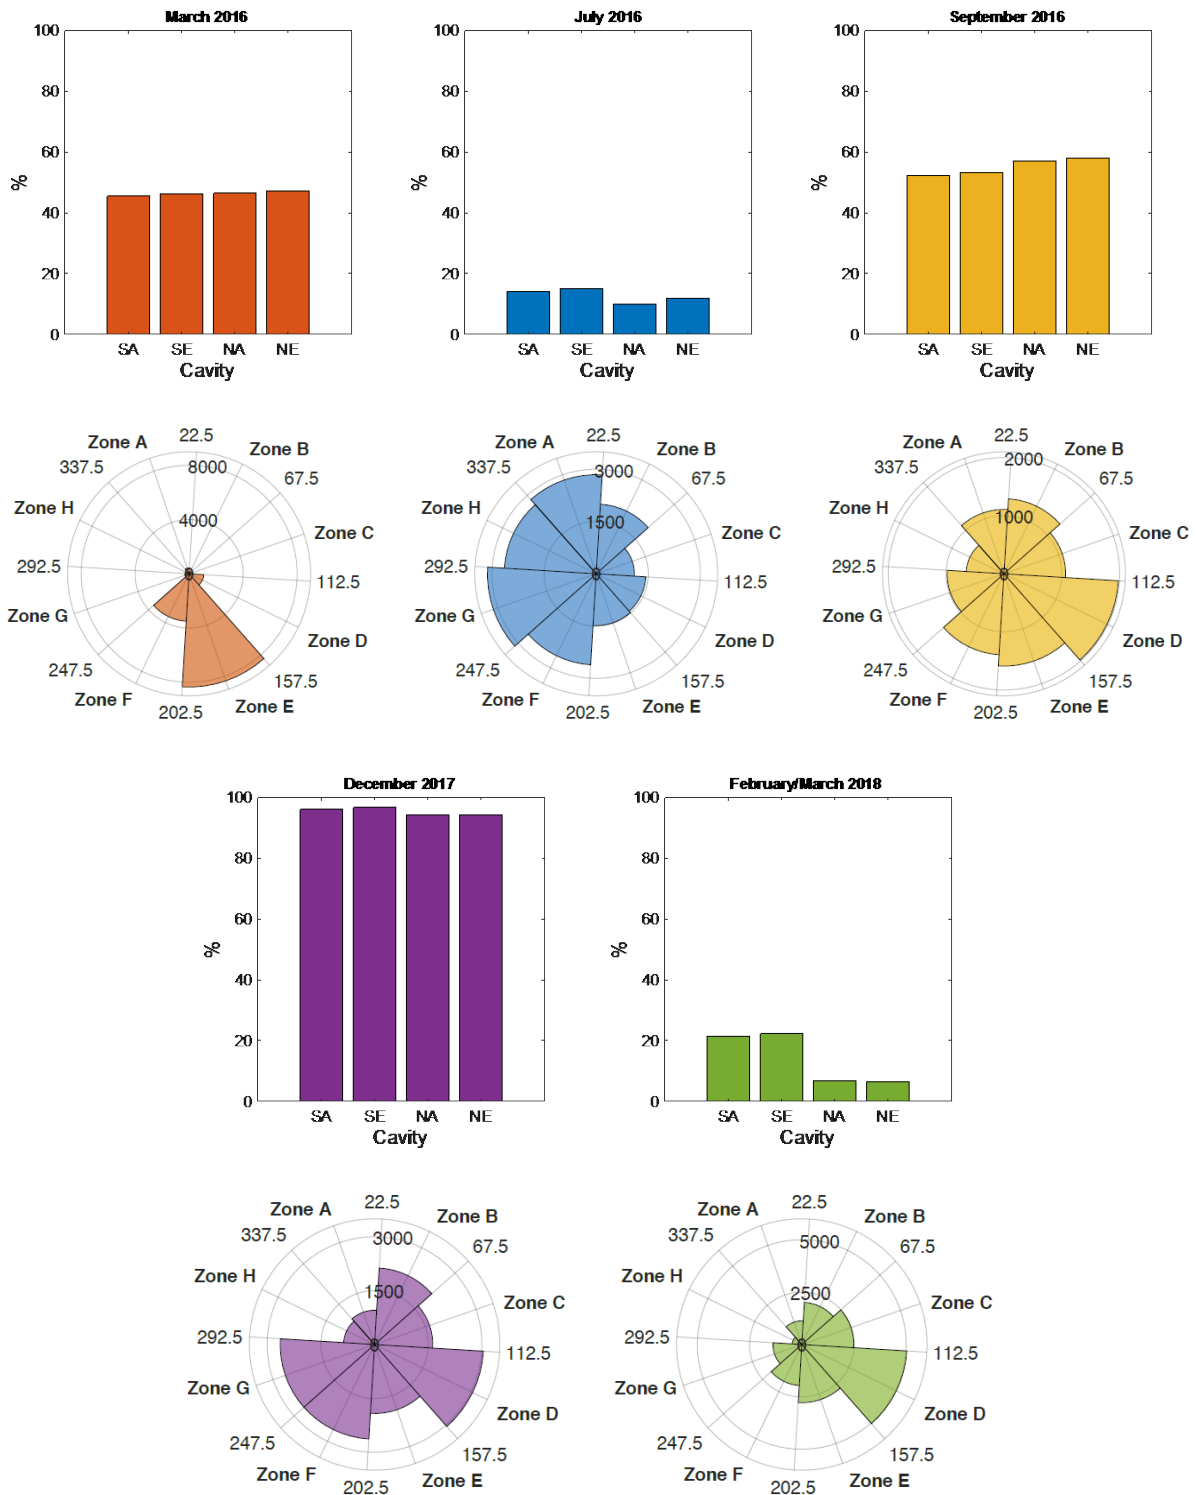 March 2016
July 2016
September 2016
100
80
60
40
20
0
%
SA SE NA NE
Cavity
100
80
60
40
20
0
%
SA SE NA NE
Cavity
100
80
60
40
20
0
%
SA SE NA NE
Cavity
22.5
Zone A
Zone B
337.5
67.5
8000
Zone H
4000
Zone C
292.5
0
112.5
Zone G
Zone D
247.5
157.5
Zone F
Zone E
202.5
22.5
Zone A
Zone B
337.5
67.5
3000
Zone H
1500
Zone C
292.5
0
112.5
Zone G
Zone D
247.5
157.5
Zone F
Zone E
202.5
22.5
Zone A
Zone B
337.5
67.5
2000
Zone H
1000
Zone C
292.5
0
112.5
Zone G
Zone D
247.5
157.5
Zone F
Zone E
202.5
December 2017
February/March 2018
100
80
60
40
20
0
%
SA SE NA NE
Cavity
100
80
60
40
20
0
%
SA SE NA NE
Cavity
22.5
Zone A
Zone B
337.5
67.5
3000
Zone H
1500
Zone C
292.5
0
112.5
Zone G
Zone D
247.5
157.5
Zone F
Zone E
202.5
22.5
Zone A
Zone B
337.5
67.5
5000
Zone H
2500
Zone C
292.5
0
112.5
Zone G
Zone D
247.5
157.5
Zone F
Zone E
202.5